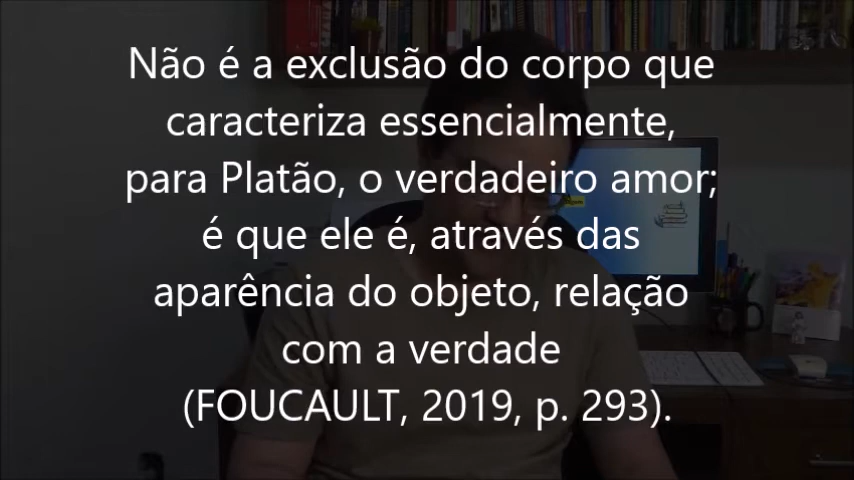 Não é a exclusão do corpo que
caracteriza essencialmente,
para Platão, o verdadeiro amor;
é que ele é, através das
aparência do objeto, relação
com a verdade
(FOUCAULT, 2019, p. 293).